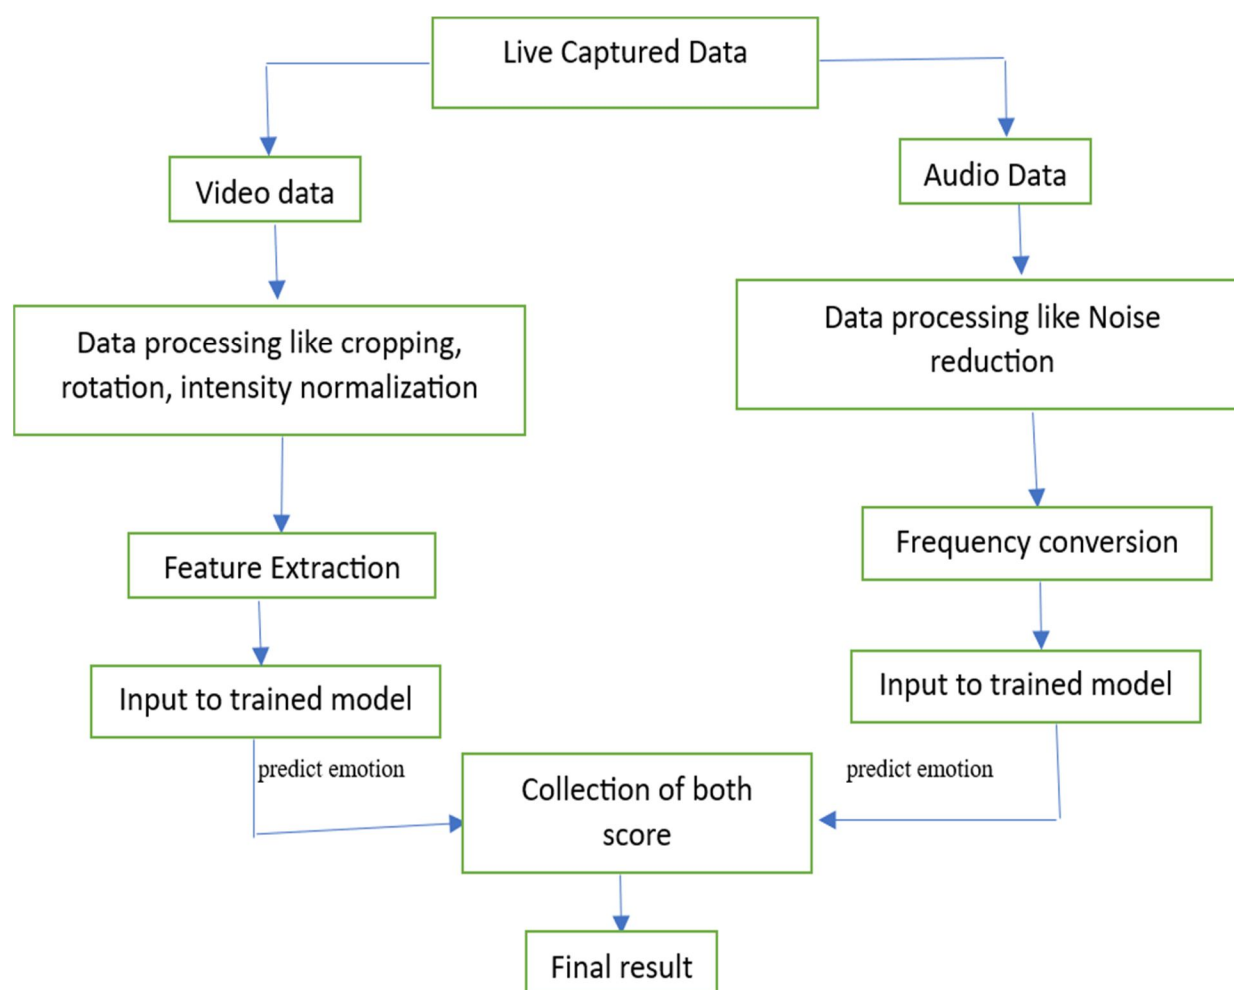 Live Captured Data
Video data
Audio Data
Data processing like cropping,
rotation, intensity normalization
Data processing like Noise
reduction
Feature Extraction
Frequency conversion
Input to trained model
Input to trained model
predict emotion
predict emotion
Collection of both
score
Final result